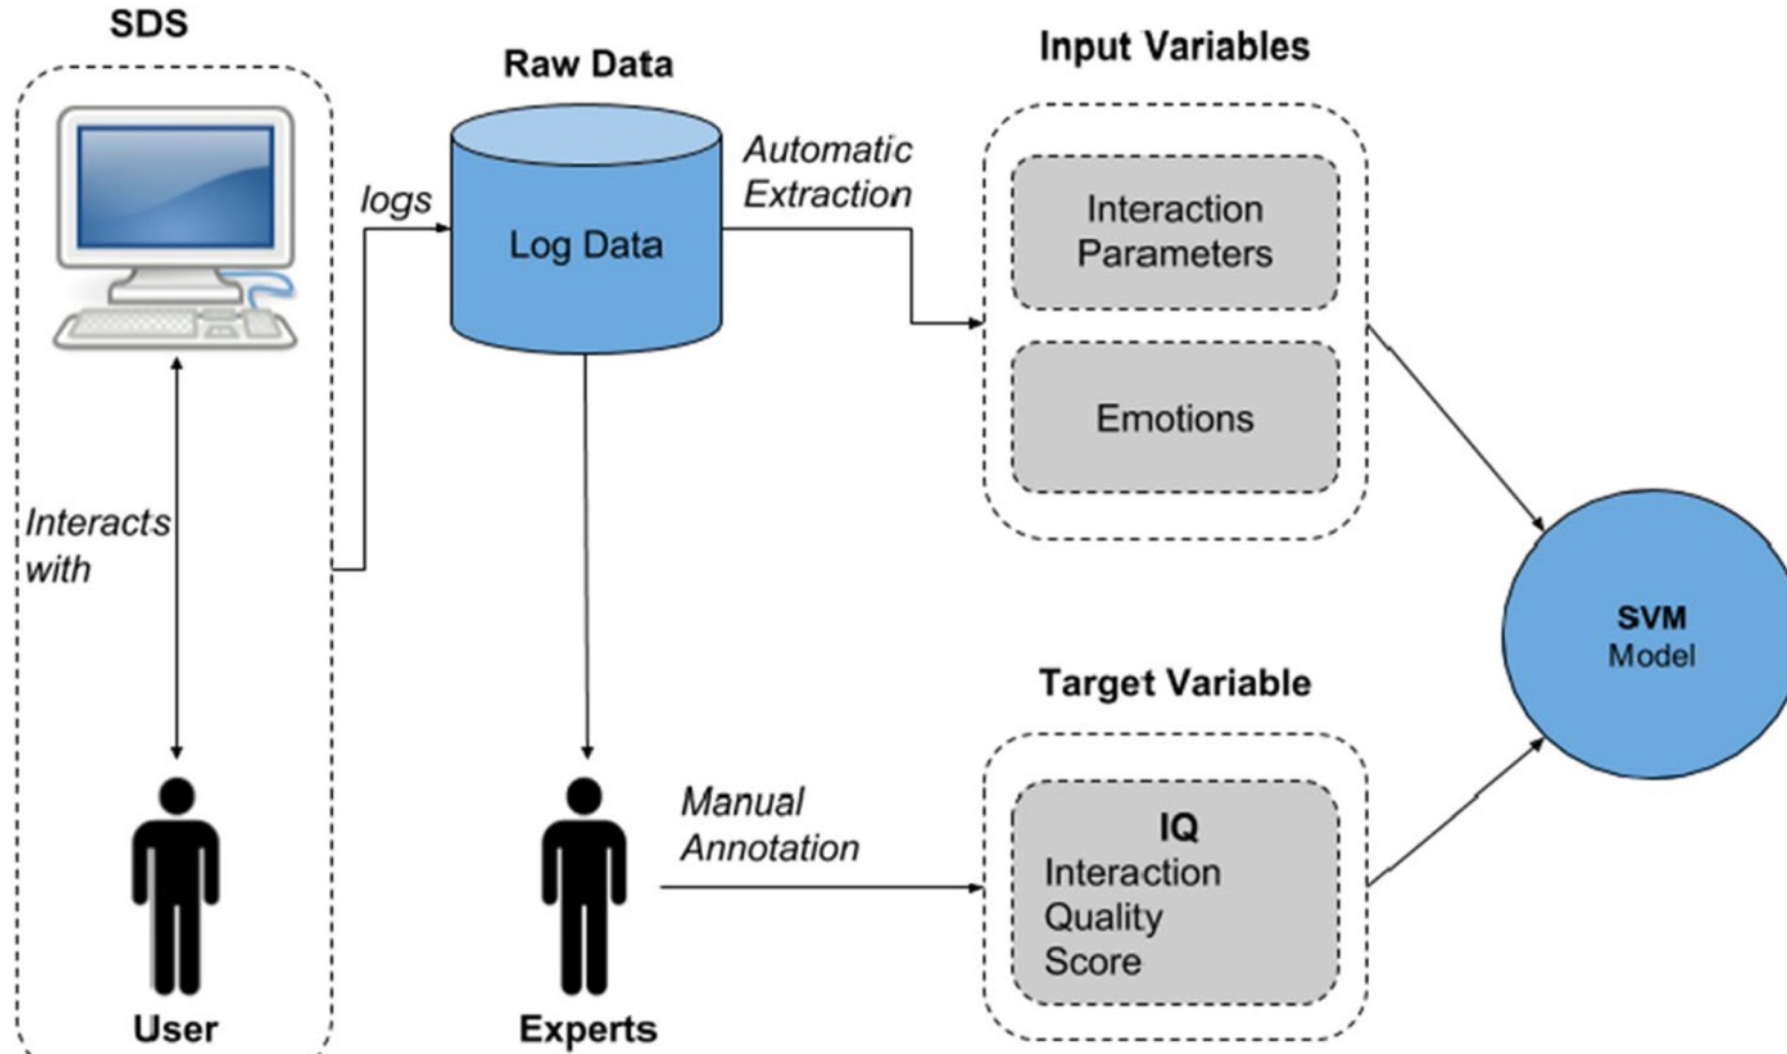 SDS
Interacts
with
User
logs
Raw Data
Log Data
Experts
Automatic
Extraction
Manual
Annotation
Input Variables
Interaction
Parameters
Emotions
Target Variable
IQ
Interaction
Quality
Score
SVM
Model